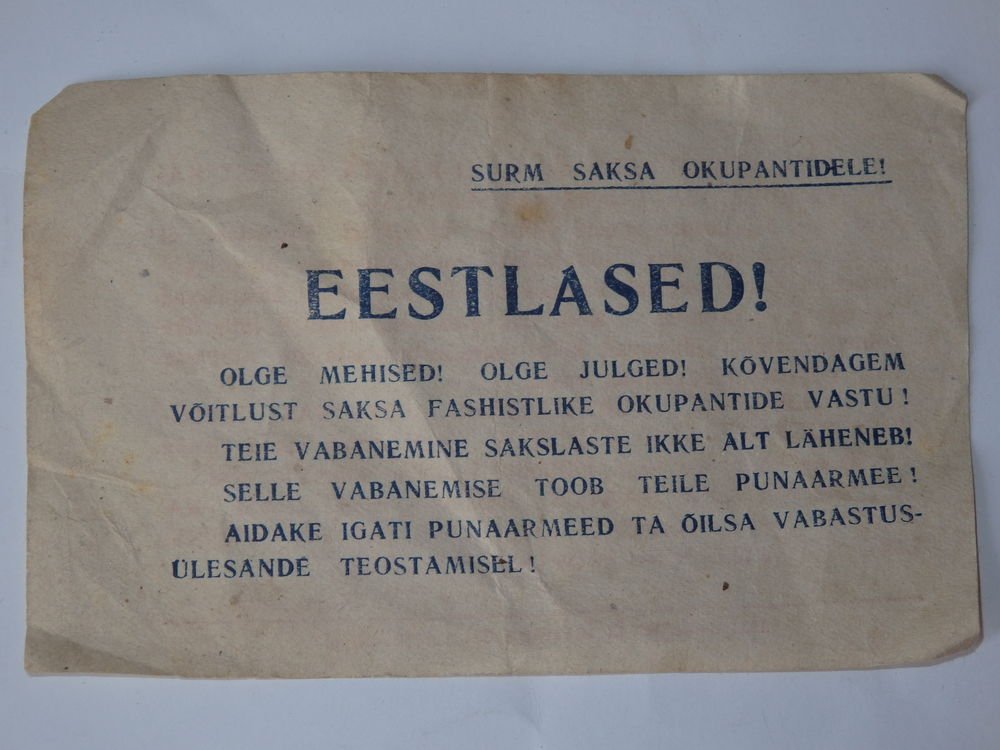 SURM SAKSA OKUPANTIDELE!
EESTLASED!
OLGE MEHISED! OLGE JULGED! KÕVENDAGEM
VÕITLUST SAKSA FASHISTLIKE OKUPANTIDE VASTU!
TEIE VABANEMINE SAKSLASTE IKKE ALT LÄHENEB!
SELLE VABANEMISE TOOB TEILE PUNAARMEE!
AIDAKE IGATI PUNAARMEED TA ÕILSA VABASTUS-
ÜLESANDE TEOSTAMISEL!